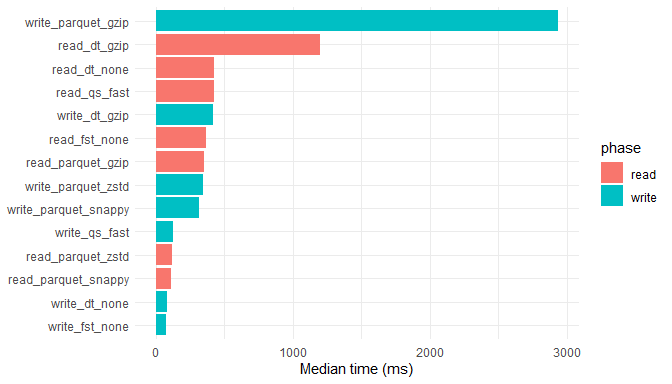 write_parquet_gzip
read_dt_gzip
read_dt_none
read_qs_fast
write_dt_gzip
read_fst_none
read_parquet_gzip
write_parquet_zstd
write_parquet_snappy
write_qs_fast
read_parquet_zstd
read_parquet_snappy
write_dt_none
write_fst_none
0 1000 2000 3000
Median time (ms)
phase
read
write